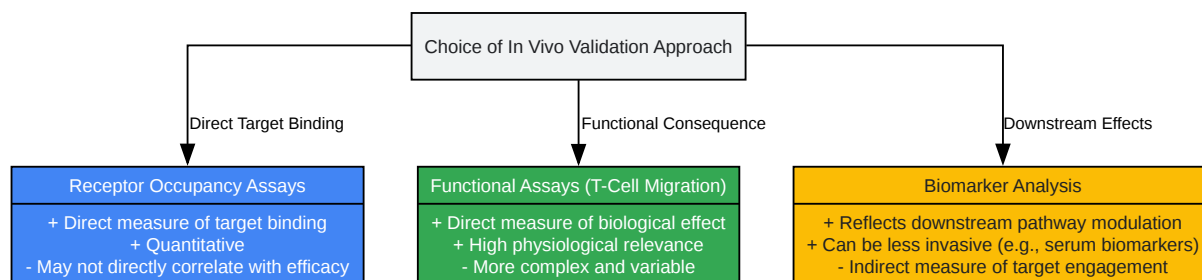 Choice of In Vivo Validation Approach
Direct Target Binding
Functional Consequence
Downstream Effects
Receptor Occupancy Assays
+ Direct measure of target binding
+ Quantitative
- May not directly correlate with efficacy
Functional Assays (T-Cell Migration)
+ Direct measure of biological effect
+ High physiological relevance
- More complex and variable
Biomarker Analysis
+ Reflects downstream pathway modulation
+ Can be less invasive (e.g., serum biomarkers)
- Indirect measure of target engagement